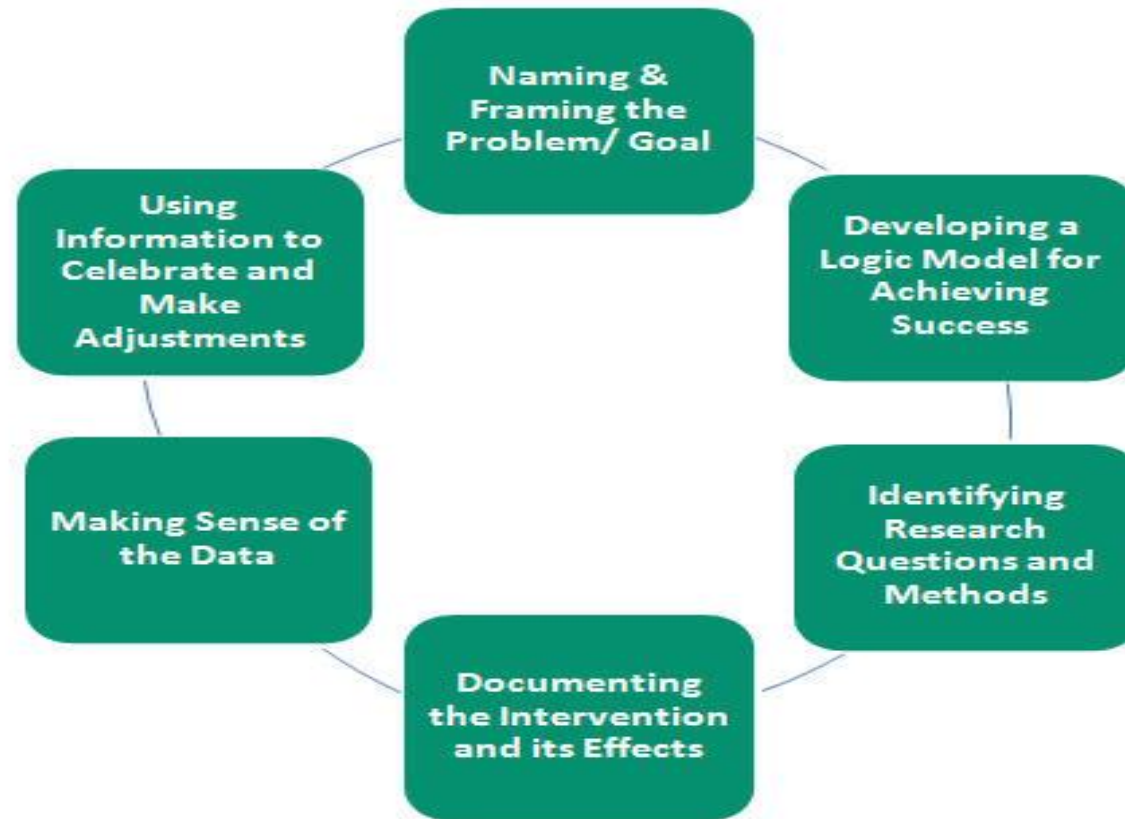 Naming &
Framing the
Problem/ Goal
Developing a
Logic Model for
Achieving
Success
Identifying
Research
Questions and
Methods
Documenting
the Intervention
and its Effects
Making Sense of
the Data
Using
Information to
Celebrate and
Make
Adjustments